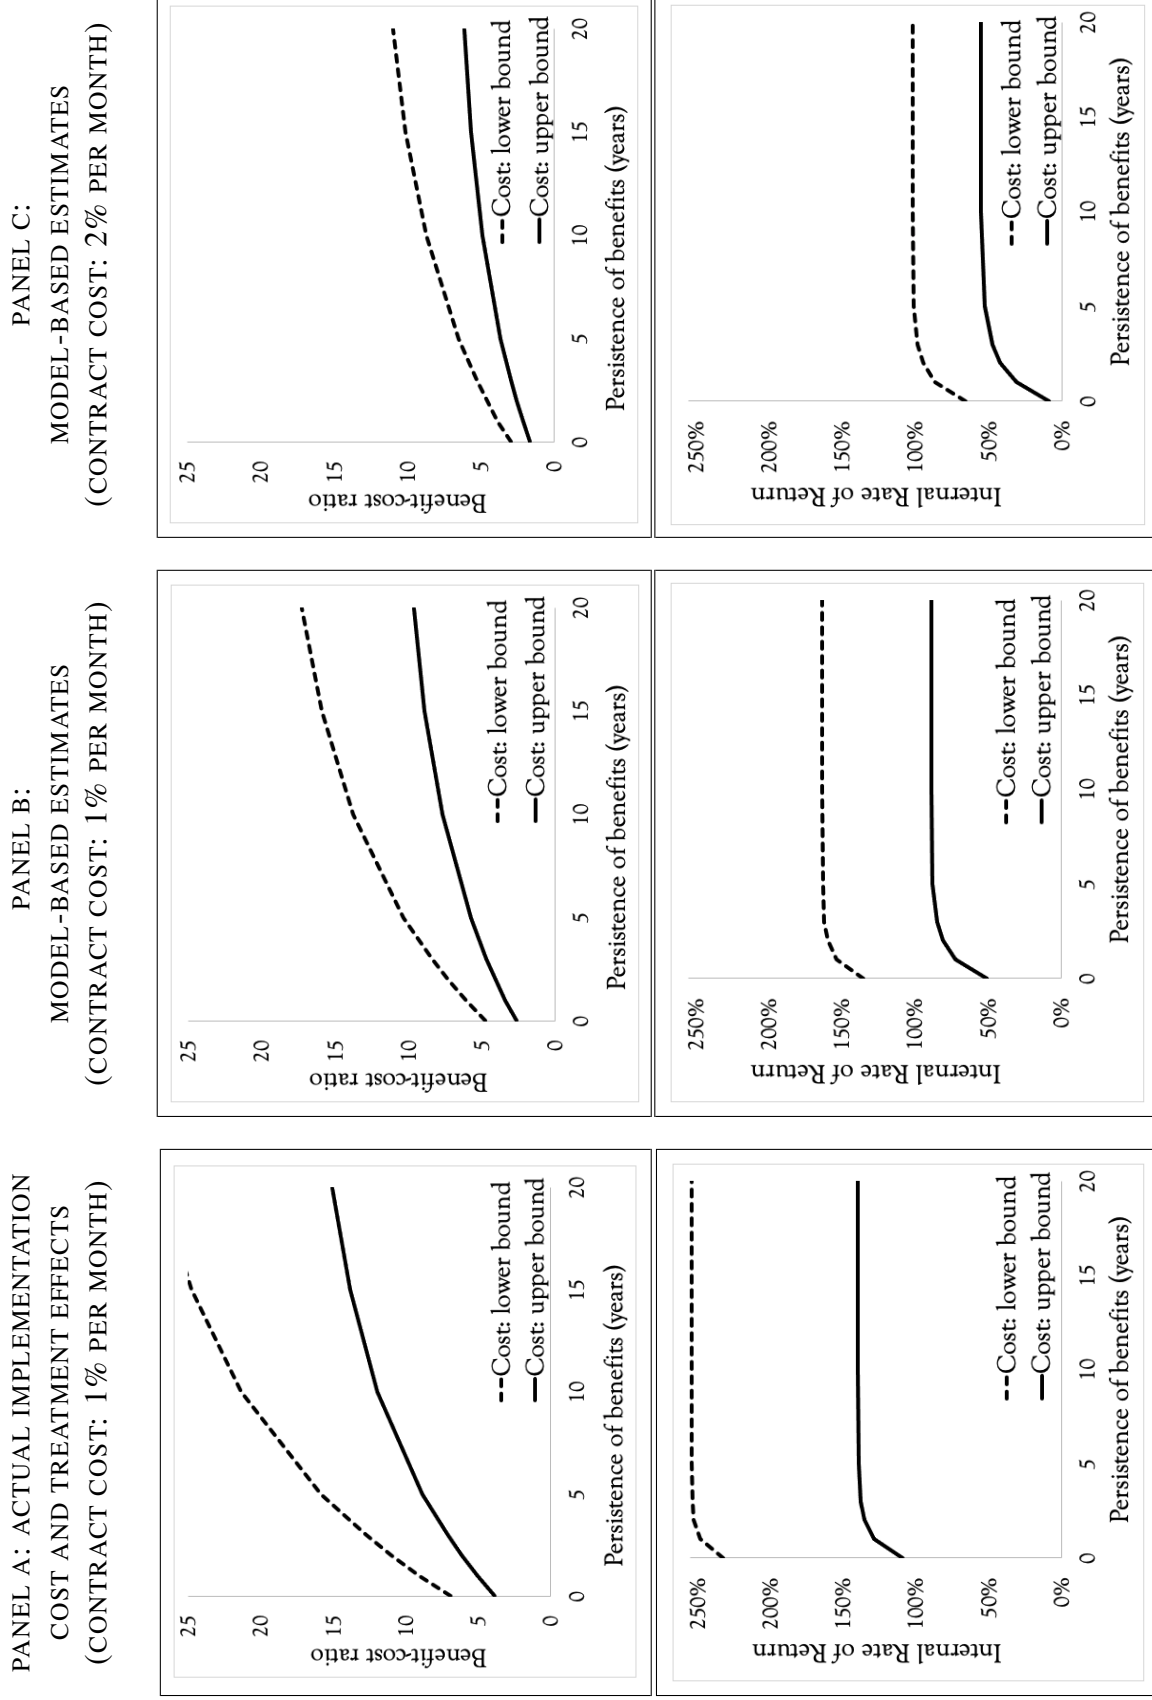 PANEL A: ACTUAL IMPLEMENTATION
COST AND TREATMENT EFFECTS
(CONTRACT COST: 1% PER MONTH)
25
20
15
10
5
0
Benefit-cost ratio
0 5 10 15 20
Persistence of benefits (years)
Cost: lower bound
Cost: upper bound
250%
200%
150%
100%
50%
0%
Internal Rate of Return
0 5 10 15 20
Persistence of benefits (years)
Cost: lower bound
Cost: upper bound
PANEL B:
MODEL-BASED ESTIMATES
(CONTRACT COST: 1% PER MONTH)
25
20
15
10
5
0
Benefit-cost ratio
0 5 10 15 20
Persistence of benefits (years)
Cost: lower bound
Cost: upper bound
250%
200%
150%
100%
50%
0%
Internal Rate of Return
0 5 10 15 20
Persistence of benefits (years)
Cost: lower bound
Cost: upper bound
PANEL C:
MODEL-BASED ESTIMATES
(CONTRACT COST: 2% PER MONTH)
25
20
15
10
5
0
Benefit-cost ratio
0 5 10 15 20
Persistence of benefits (years)
Cost: lower bound
Cost: upper bound
250%
200%
150%
100%
50%
0%
Internal Rate of Return
0 5 10 15 20
Persistence of benefits (years)
Cost: lower bound
Cost: upper bound